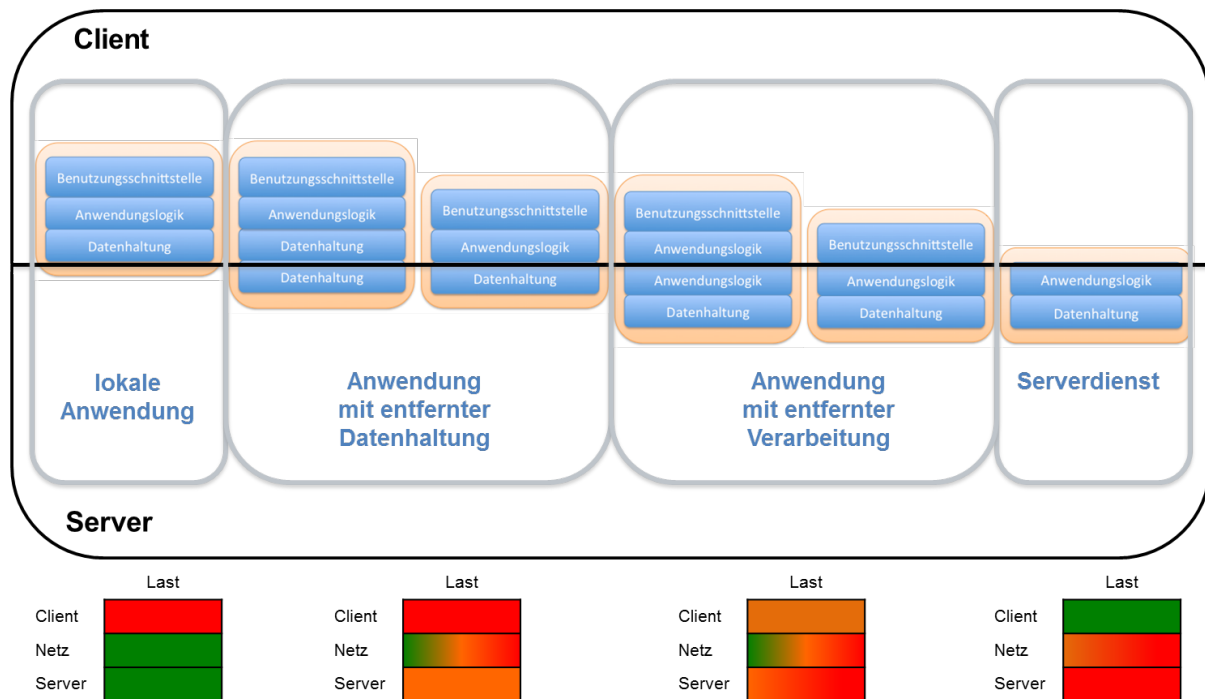 Client
Benutzungsschnittstelle
Anwendungslogik
Datenhaltung
Benutzungsschnittstelle
Anwendungslogik
Datenhaltung
Datenhaltung
Benutzungsschnittstelle
Anwendungslogik
Datenhaltung
Benutzungsschnittstelle
Anwendungslogik
Anwendungslogik
Datenhaltung
Benutzungsschnittstelle
Anwendungslogik
Datenhaltung
Anwendungslogik
Datenhaltung
lokale
Anwendung
Anwendung
mit entfernter
Datenhaltung
Anwendung
mit entfernter
Verarbeitung
Serverdienst
Server
Last
Client
Netz
Server
Last
Client
Netz
Server
Last
Client
Netz
Server
Last
Client
Netz
Server